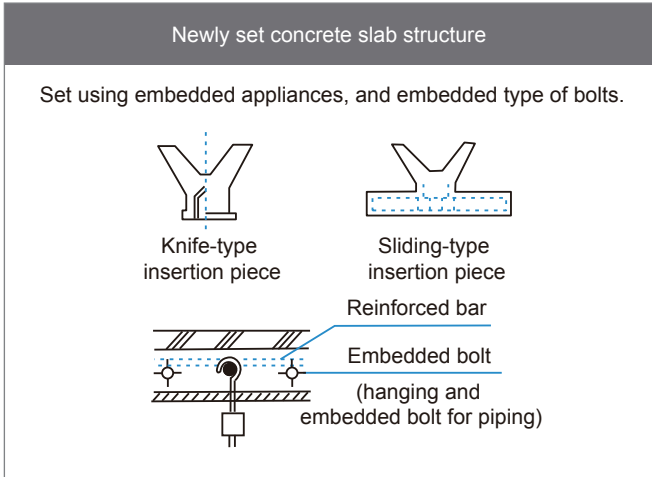 Newly set concrete slab structure
Set using embedded appliances, and embedded type of bolts.
Knife-type
insertion piece
Sliding-type
insertion piece
Reinforced bar
Embedded bolt
(hanging and
embedded bolt for piping)